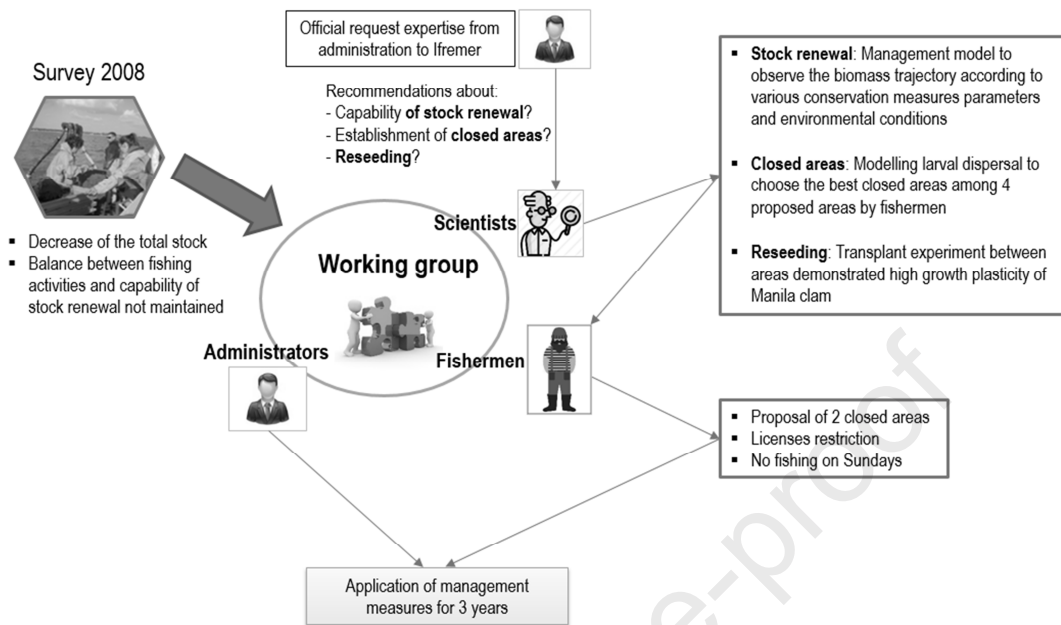 Official request expertise from
administration to Ifremer
Survey 2008
Recommendations about:
- Capability of stock renewal?
- Establishment of closed areas?
- Reseeding?
▪ Decrease of the total stock
▪ Balance between fishing
activities and capability of
stock renewal not maintained
Working group
Scientists
Administrators
Fishermen
▪ Stock renewal: Management model to
observe the biomass trajectory according to
various conservation measures parameters
and environmental conditions
▪ Closed areas: Modelling larval dispersal to
choose the best closed areas among 4
proposed areas by fishermen
▪ Reseeding: Transplant experiment between
areas demonstrated high growth plasticity of
Manila clam
▪ Proposal of 2 closed areas
▪ Licenses restriction
▪ No fishing on Sundays
Application of management
measures for 3 years
e-proof